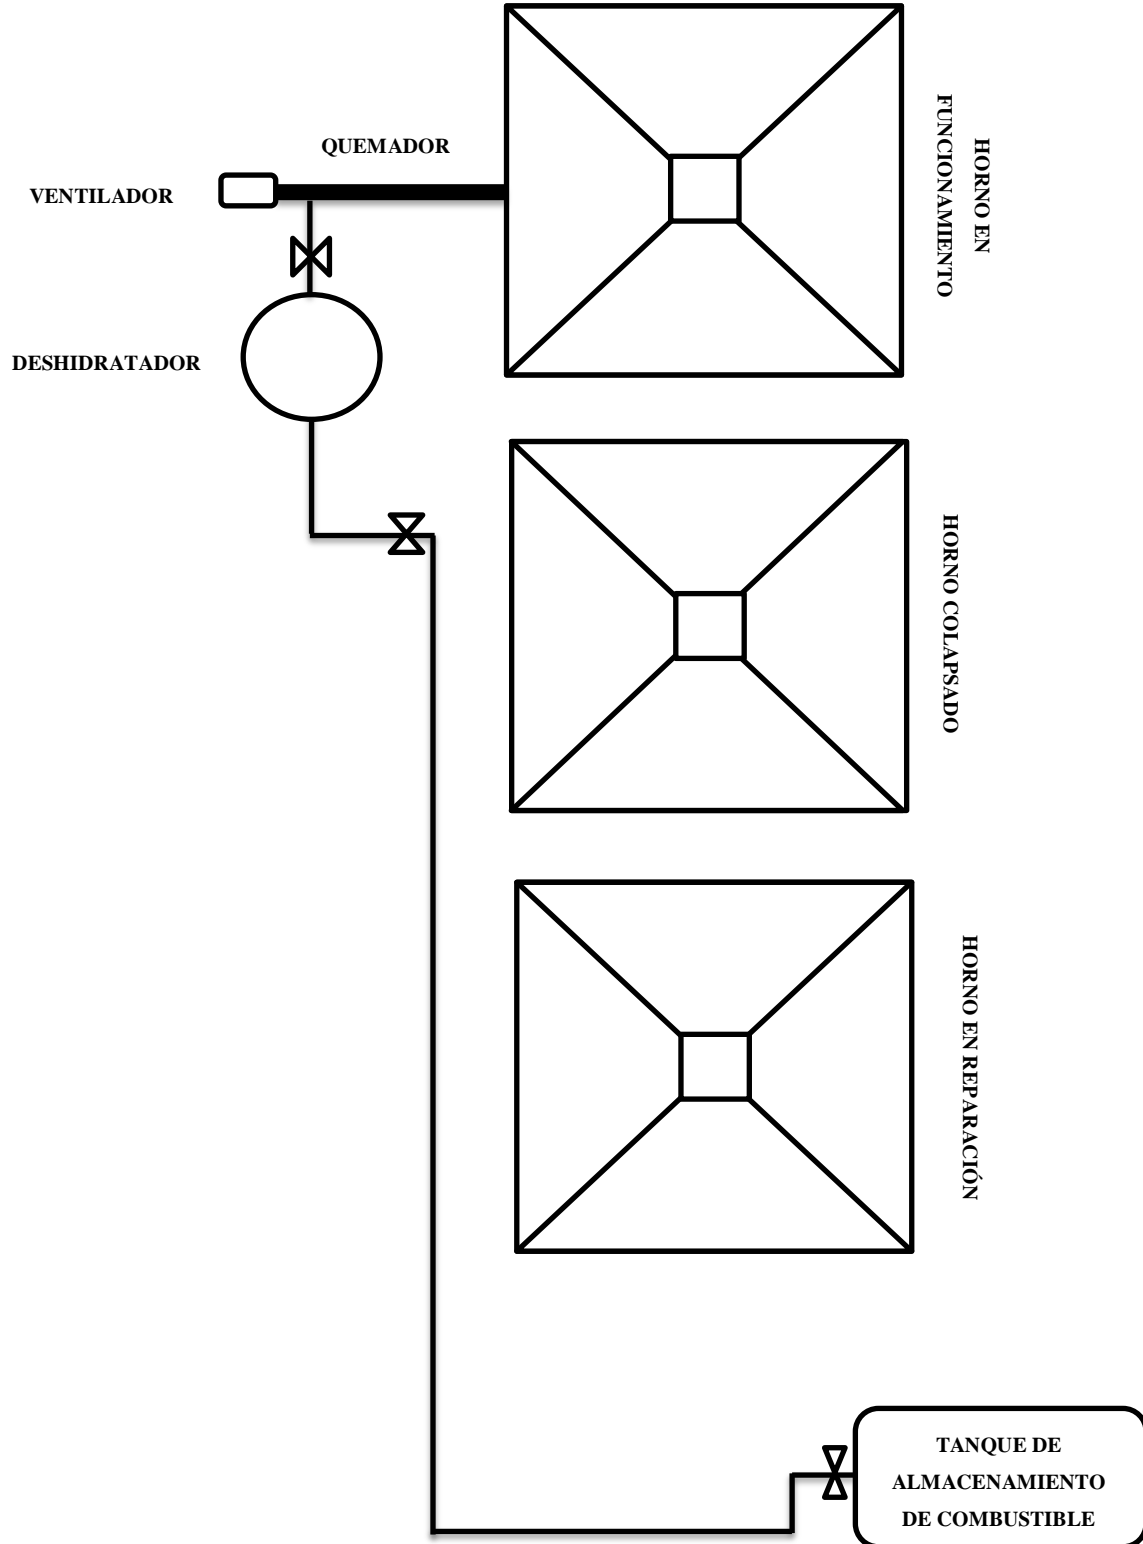 QUEMADOR
VENTILADOR
HORNO EN
FUNCIONAMIENTO
DESHIDRATADOR
HORNO COLAPSADO
HORNO EN REPARACIÓN
TANQUE DE
ALMACENAMIENTO
DE COMBUSTIBLE